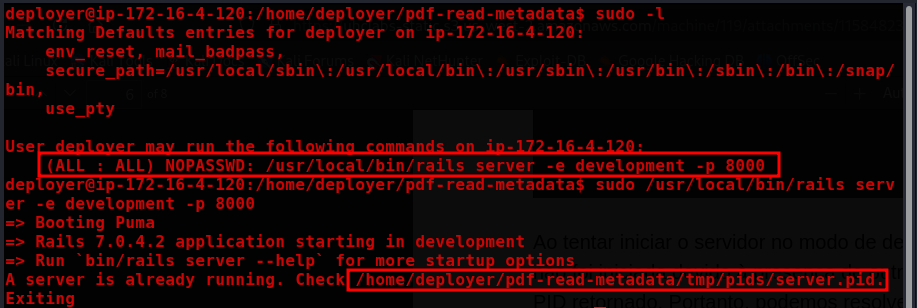 deployer@ip-172-16-4-120:/home/deployer/pdf-read-metadata$ sudo -l
Matching Defaults entries for deployer on ip-172-16-4-120:
env_reset, mail_badpass,
secure_path=/usr/local/sbin\:/usr/local/bin\:/usr/sbin\:/usr/bin\:/sbin\:/bin\:/snap/
bin,
use_pty
User deployer may run the following commands on ip-172-16-4-120:
(ALL : ALL) NOPASSWD: /usr/local/bin/rails server -e development -p 8000
deployer@ip-172-16-4-120:/home/deployer/pdf-read-metadata$ sudo /usr/local/bin/rails serv
er -e development -p 8000
=> Booting Puma
=> Rails 7.0.4.2 application starting in development
Ao tentar iniciar o servidor no modo de de
=> Run `bin/rails server --help` for more startup options
A server is already running. Check /home/deployer/pdf-read-metadata/tmp/pids/server.pid.
Exiting
PID retornado. Portanto, podemos resolve